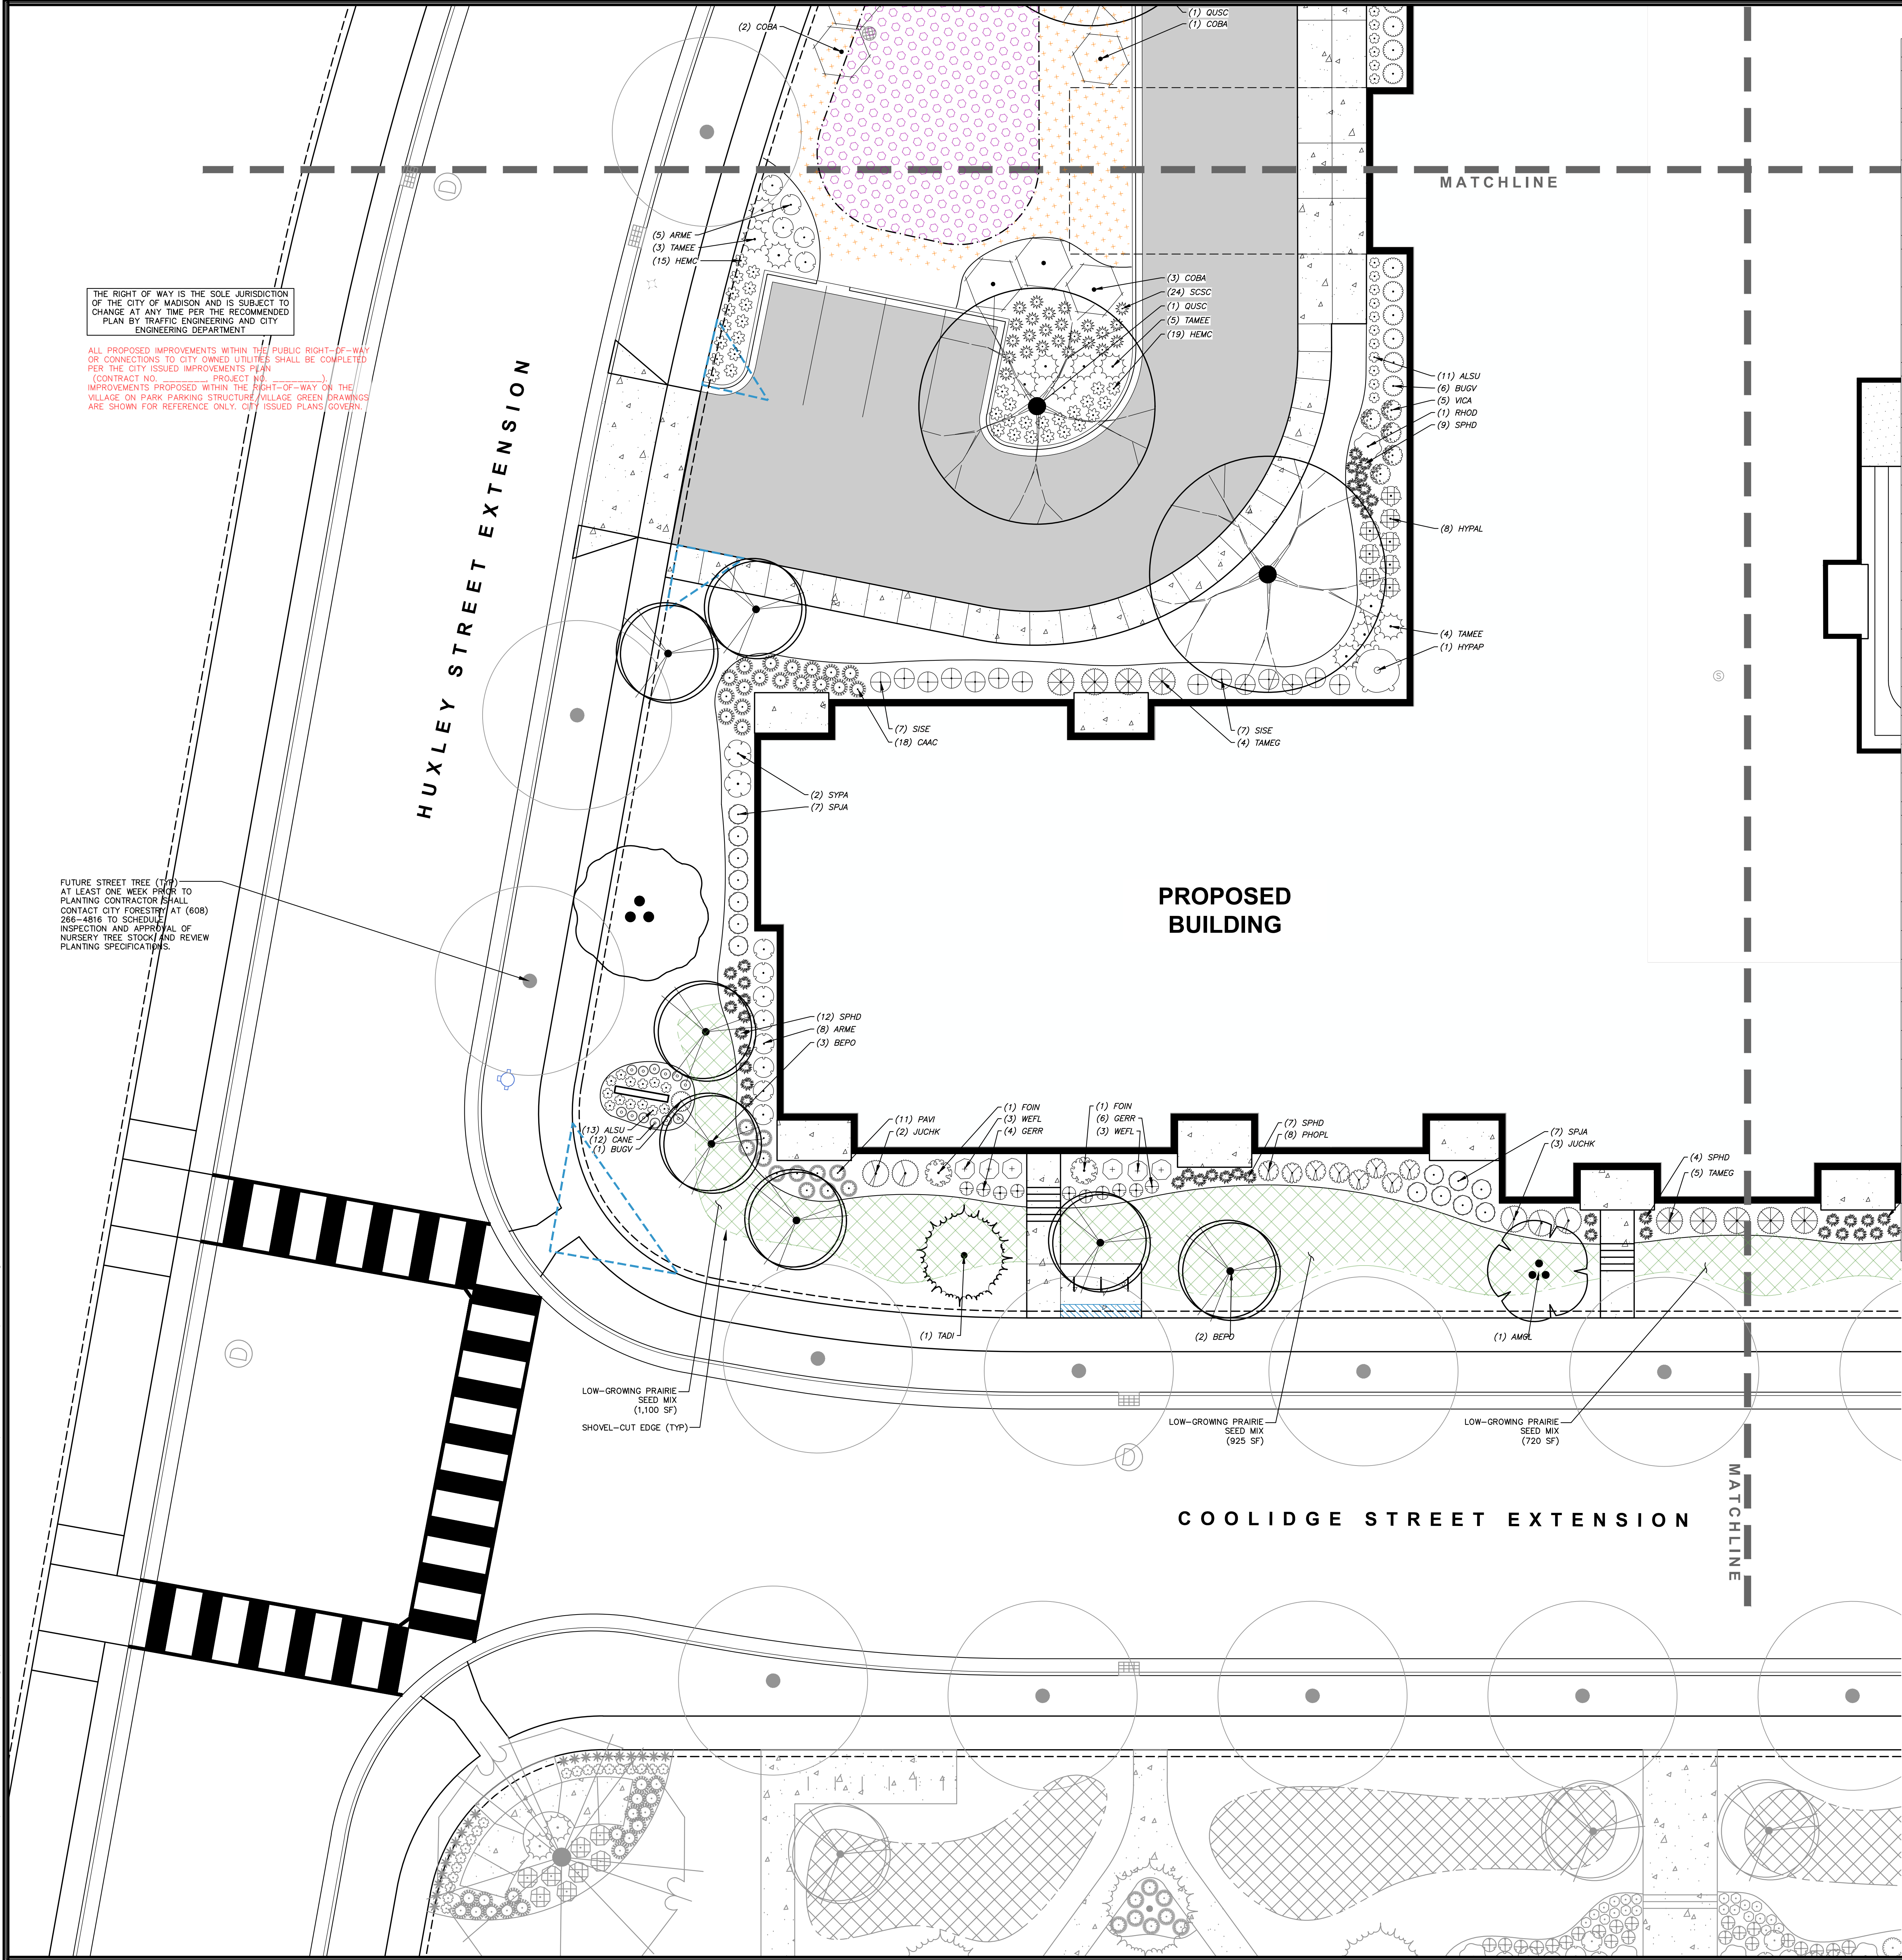 (2) COBA
(1) QUSC
(1) COBA
MATCHLINE
(5) ARME
(3) TAMEE
(15) HEMC
THE RIGHT OF WAY IS THE SOLE JURISDICTION
OF THE CITY OF MADISON AND IS SUBJECT TO
CHANGE AT ANY TIME PER THE RECOMMENDED
PLAN BY TRAFFIC ENGINEERING AND CITY
ENGINEERING DEPARTMENT
ALL PROPOSED IMPROVEMENTS WITHIN THE PUBLIC RIGHT-OF-WAY
OR CONNECTIONS TO CITY OWNED UTILITIES SHALL BE COMPLETED
PER THE CITY ISSUED IMPROVEMENTS PLAN
(CONTRACT NO. ________, PROJECT NO. _________).
IMPROVEMENTS PROPOSED WITHIN THE RIGHT-OF-WAY ON THE
VILLAGE ON PARK PARKING STRUCTURE/VILLAGE GREEN DRAWINGS
ARE SHOWN FOR REFERENCE ONLY. CITY ISSUED PLANS GOVERN.
(3) COBA
(24) SCSC
(1) QUSC
(5) TAMEE
(19) HEMC
(11) ALSU
(6) BUGV
(5) VICA
(1) RHOD
(9) SPHD
(8) HYPAL
(4) TAMEE
(1) HYPAP
HUXLEY STREET EXTENSION
D
S
(7) SISE
(18) CAAC
(7) SISE
(4) TAMEG
(2) SYPA
(7) SPJA
PROPOSED
BUILDING
FUTURE STREET TREE (TYP)
AT LEAST ONE WEEK PRIOR TO
PLANTING CONTRACTOR SHALL
CONTACT CITY FORESTRY AT (608)
266-4816 TO SCHEDULE
INSPECTION AND APPROVAL OF
NURSERY TREE STOCK AND REVIEW
PLANTING SPECIFICATIONS.
(12) SPHD
(8) ARME
(3) BEPO
(13) ALSU
(12) CANE
(1) BUGV
(11) PAVI
(2) JUCHK
(1) FOIN
(3) WEFL
(4) GERR
(1) FOIN
(6) GERR
(3) WEFL
(7) SPHD
(8) PHOPL
(7) SPJA
(3) JUCHK
(4) SPHD
(5) TAMEG
(1) TADI
(2) BEPO
(1) AMGL
D
LOW-GROWING PRAIRIE
SEED MIX
(1,100 SF)
SHOVEL-CUT EDGE (TYP)
LOW-GROWING PRAIRIE
SEED MIX
(925 SF)
LOW-GROWING PRAIRIE
SEED MIX
(720 SF)
D
COOLIDGE STREET EXTENSION
MATCHLINE